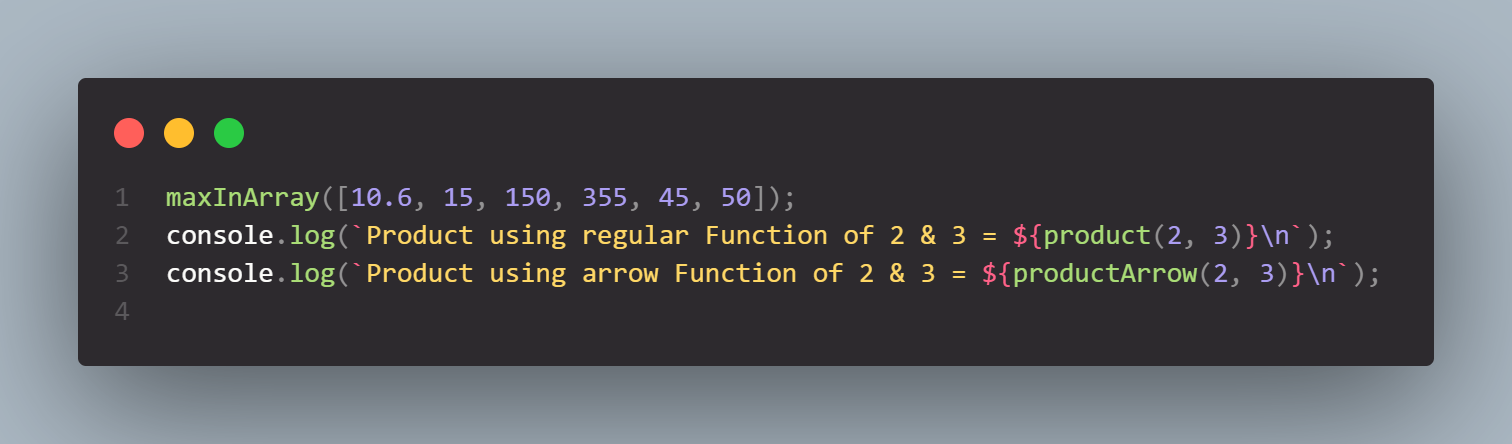 1 maxInArray([10.6, 15, 150, 355, 45, 50]);
2 console.log(`Product using regular Function of 2 & 3 = ${product(2, 3)}\n`);
3 console.log(`Product using arrow Function of 2 & 3 = ${productArrow(2, 3)}\n`);
4